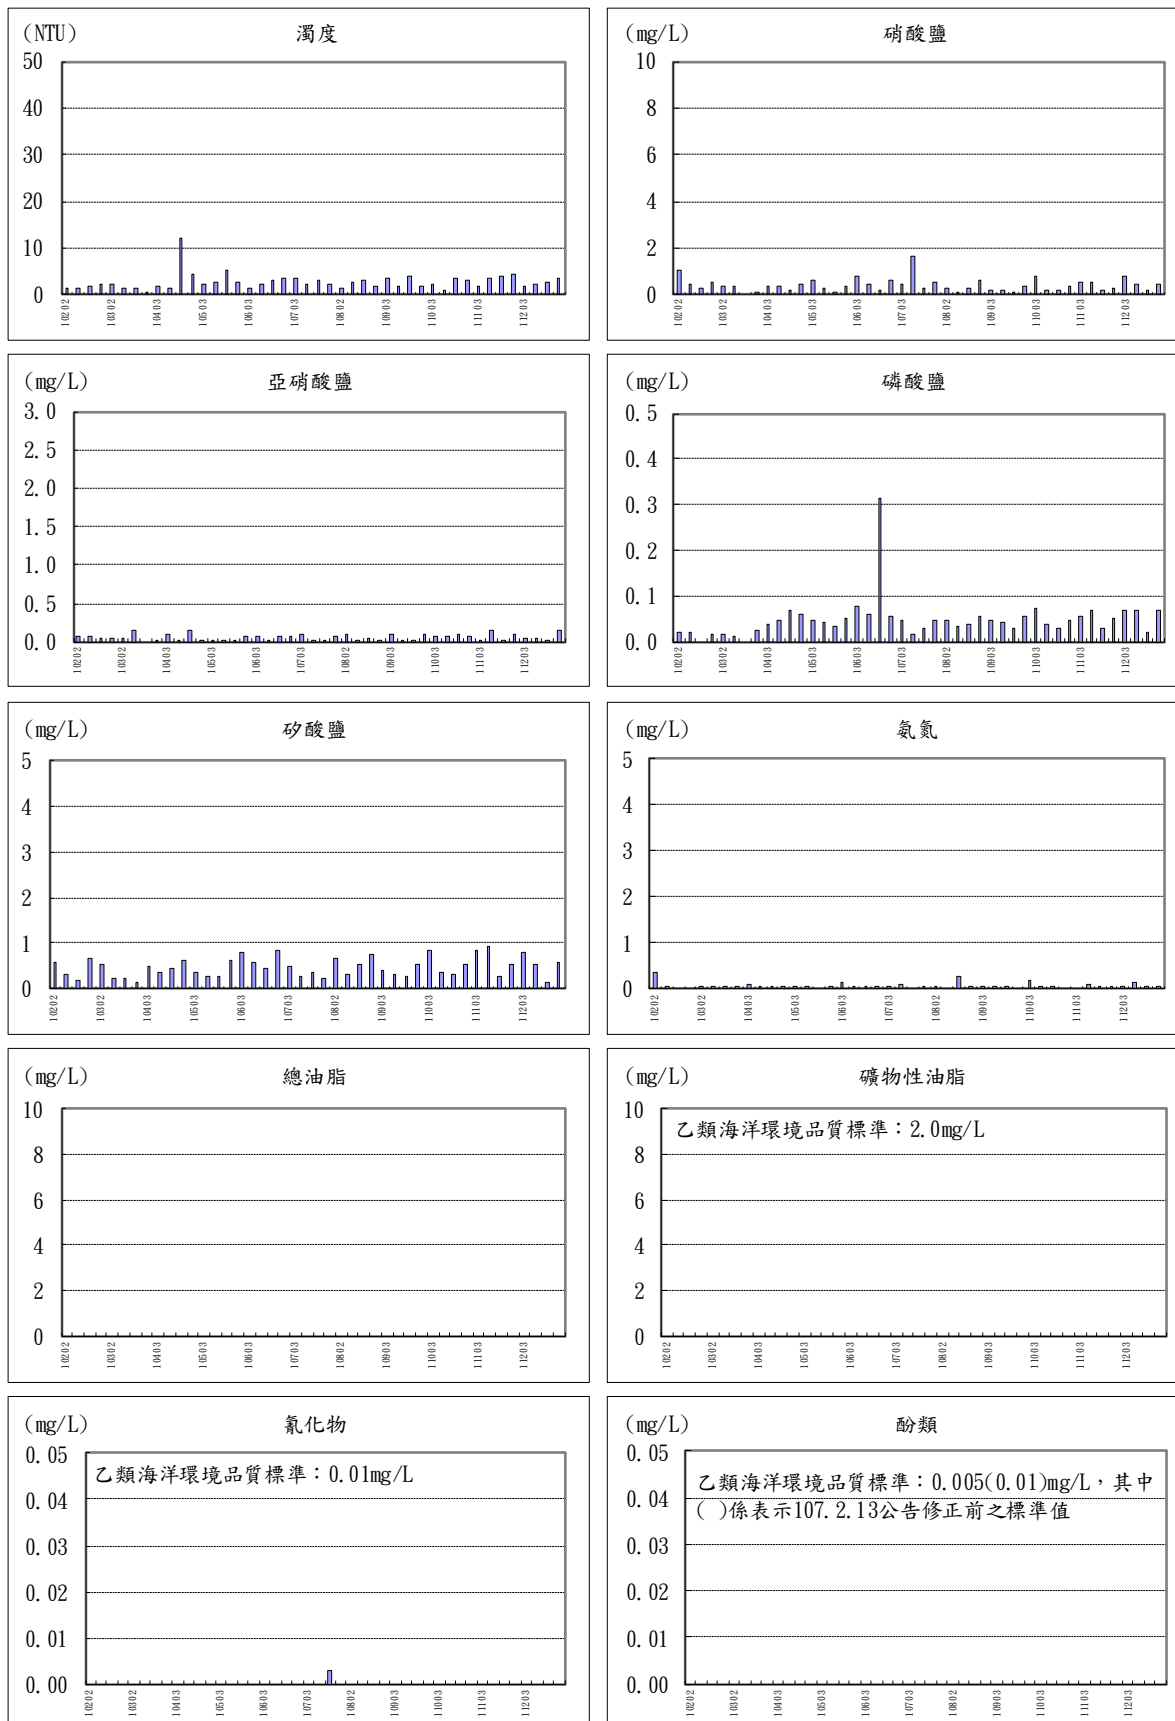 (NTU) 濁度
50
40
30
20
10
0
10202 10302 10403 10503 10603 10703 10802 10903 11003 11103 11203
(mg/L) 硝酸鹽
10
8
6
4
2
0
10202 10302 10403 10503 10603 10703 10802 10903 11003 11103 11203
(mg/L) 亞硝酸鹽
3.0
2.5
2.0
1.5
1.0
0.5
0.0
10202 10302 10403 10503 10603 10703 10802 10903 11003 11103 11203
(mg/L) 磷酸鹽
0.5
0.4
0.3
0.2
0.1
0.0
10202 10302 10403 10503 10603 10703 10802 10903 11003 11103 11203
(mg/L) 矽酸鹽
5
4
3
2
1
0
10202 10302 10403 10503 10603 10703 10802 10903 11003 11103 11203
(mg/L) 氨氮
5
4
3
2
1
0
10202 10302 10403 10503 10603 10703 10802 10903 11003 11103 11203
(mg/L) 總油脂
10
8
6
4
2
0
10202 10302 10403 10503 10603 10703 10802 10903 11003 11103 11203
(mg/L) 礦物性油脂
10
乙類海洋環境品質標準：2.0mg/L
8
6
4
2
0
10202 10302 10403 10503 10603 10703 10802 10903 11003 11103 11203
(mg/L) 氰化物
0.05
乙類海洋環境品質標準：0.01mg/L
0.04
0.03
0.02
0.01
0.00
10202 10302 10403 10503 10603 10703 10802 10903 11003 11103 11203
(mg/L) 酚類
0.05
乙類海洋環境品質標準：0.005(0.01)mg/L，其中
( )係表示107.2.13公告修正前之標準值
0.04
0.03
0.02
0.01
0.00
10202 10302 10403 10503 10603 10703 10802 10903 11003 11103 11203